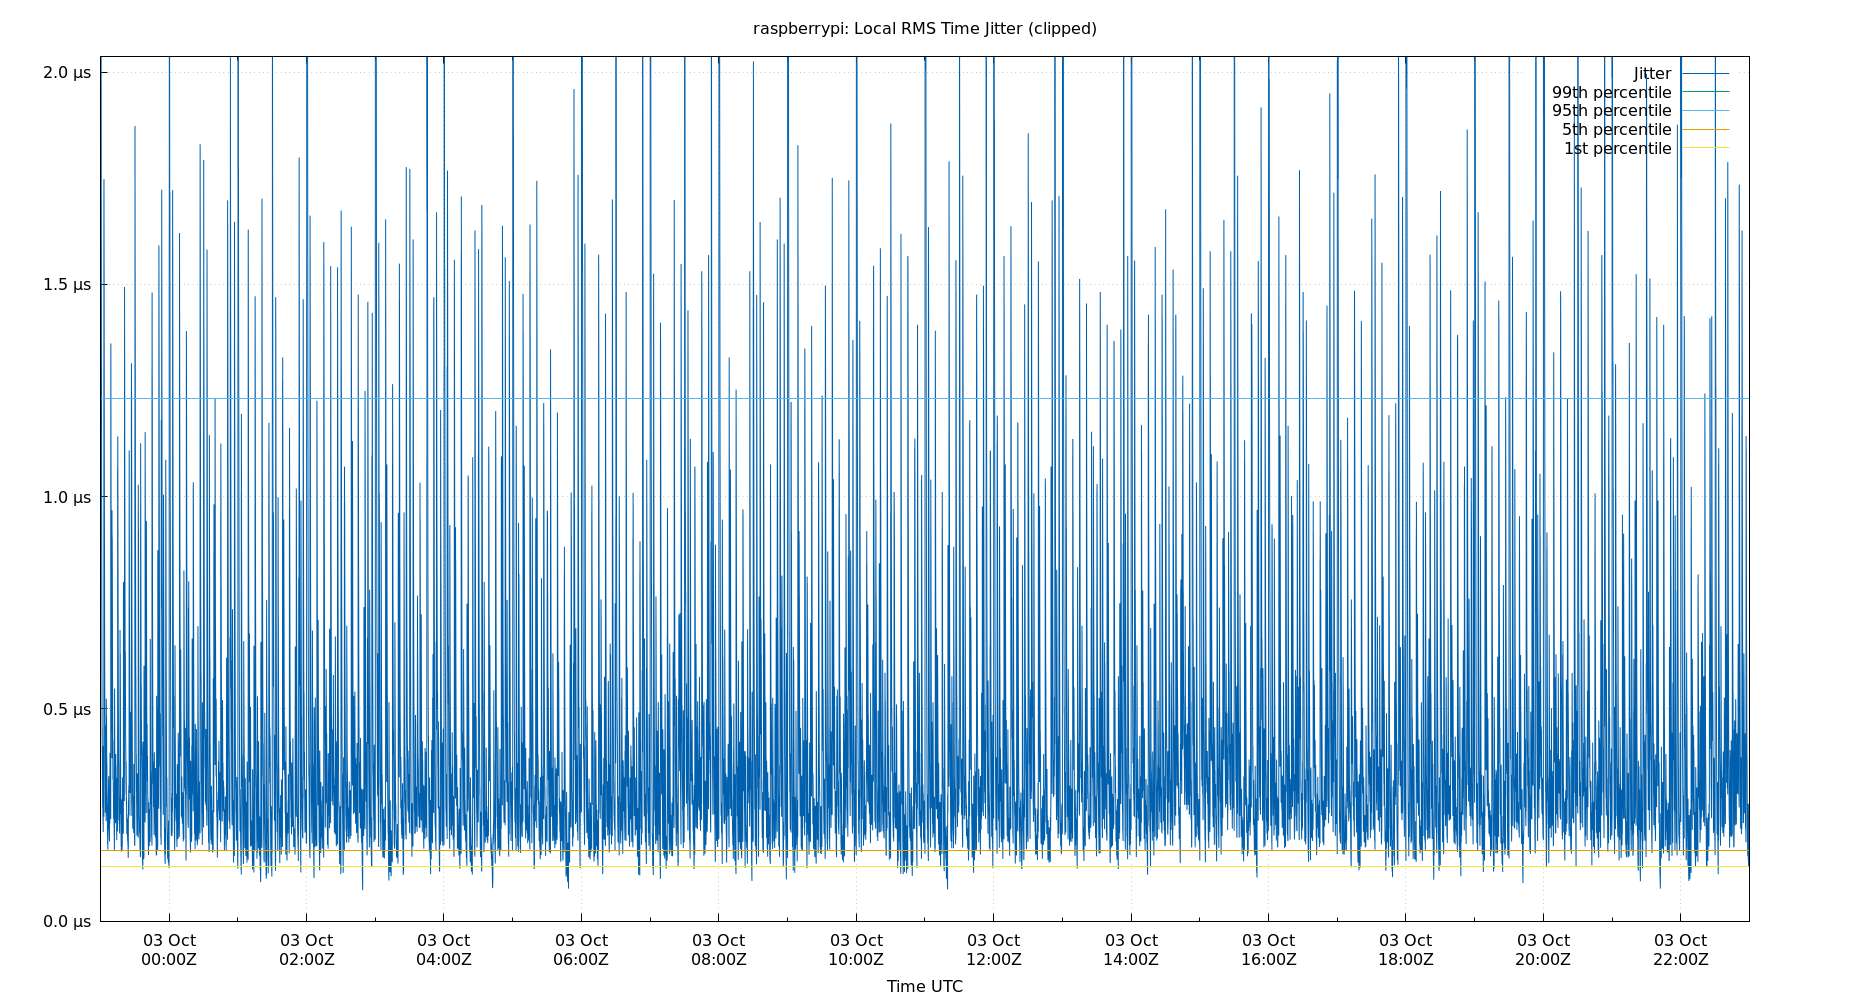 raspberrypi: Local RMS Time Jitter (clipped)
2.0 µs
1.5 µs
1.0 µs
0.5 µs
0.0 µs
Jitter
99th percentile
95th percentile
5th percentile
1st percentile
03 Oct 03 Oct 03 Oct 03 Oct 03 Oct 03 Oct 03 Oct 03 Oct 03 Oct 03 Oct 03 Oct 03 Oct
00:00Z 02:00Z 04:00Z 06:00Z 08:00Z 10:00Z 12:00Z 14:00Z 16:00Z 18:00Z 20:00Z 22:00Z
Time UTC